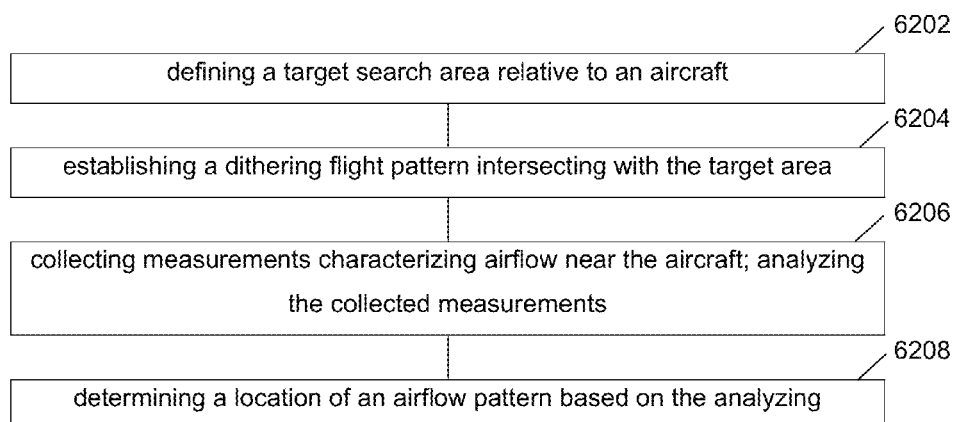 6202
defining a target search area relative to an aircraft
6204
establishing a dithering flight pattern intersecting with the target area
6206
collecting measurements characterizing airflow near the aircraft; analyzing
the collected measurements
6208
determining a location of an airflow pattern based on the analyzing